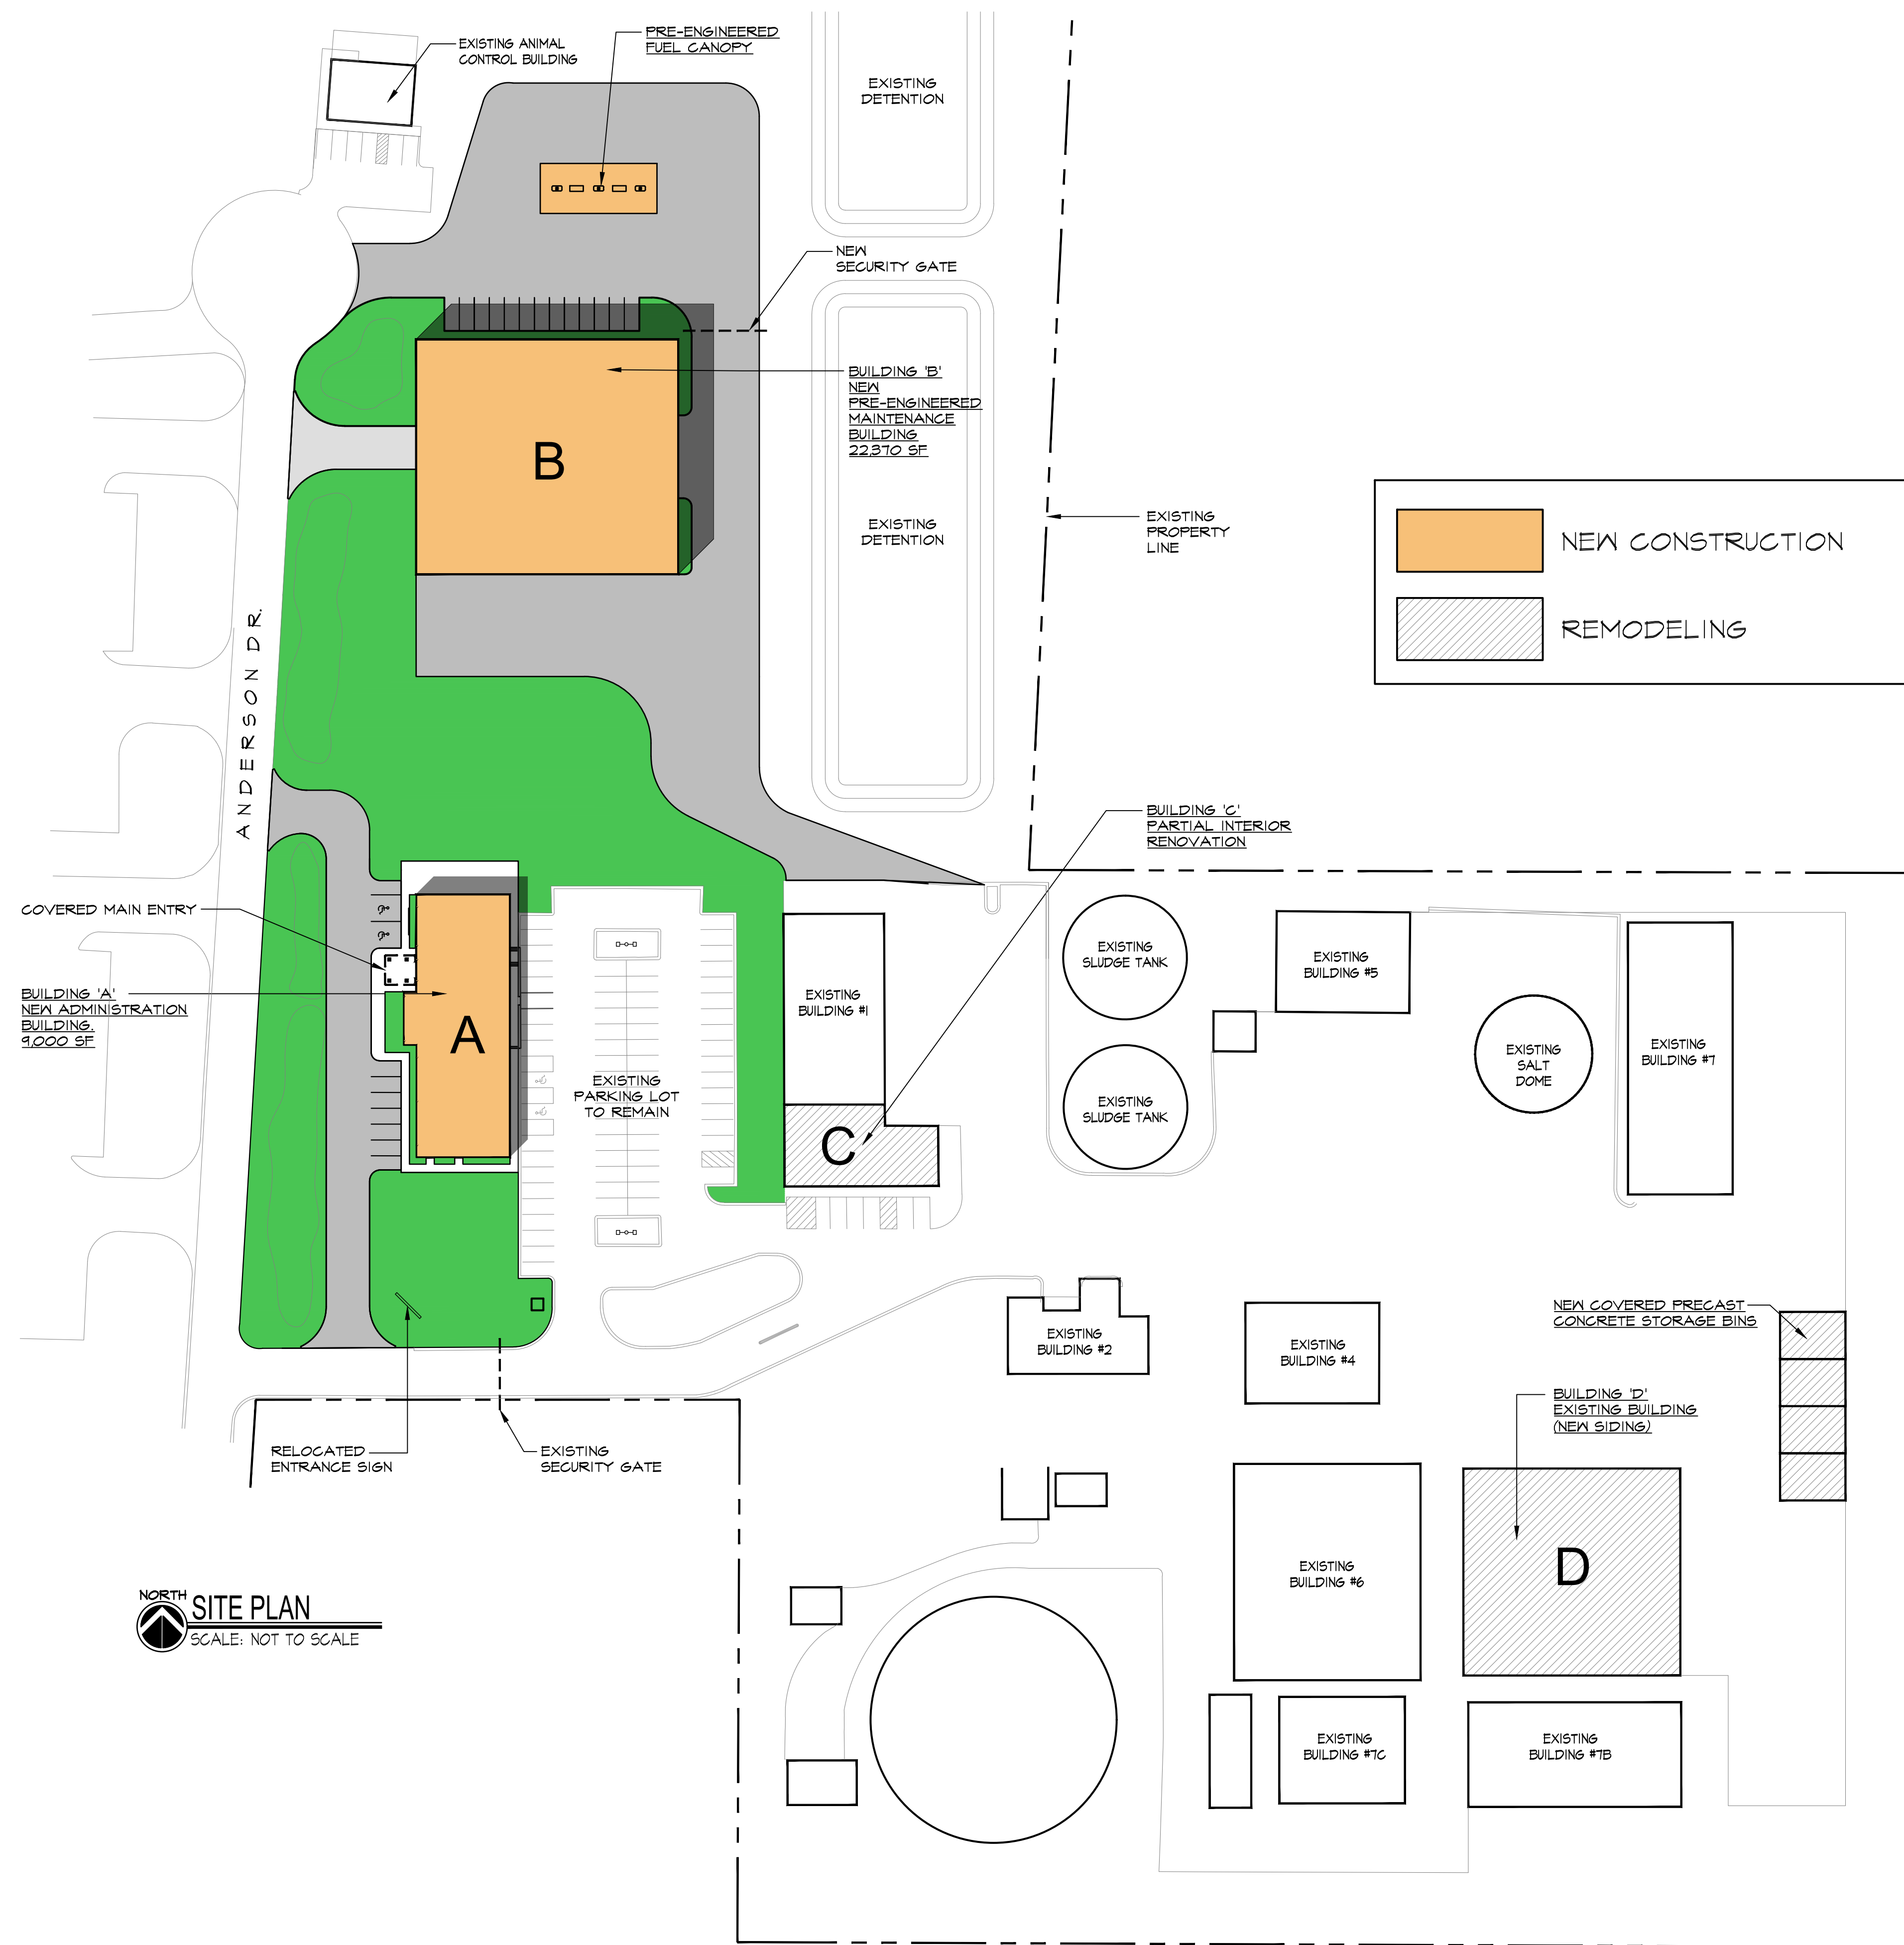 EXISTING ANIMAL
CONTROL BUILDING
PRE-ENGINEERED
FUEL CANOPY
EXISTING
DETENTION
NEW
SECURITY GATE
BUILDING 'B'
NEW
PRE-ENGINEERED
MAINTENANCE
BUILDING
22,370 SF
B
EXISTING
DETENTION
EXISTING
PROPERTY
LINE
NEW CONSTRUCTION
REMODELING
ANDERSON DR.
BUILDING 'C'
PARTIAL INTERIOR
RENOVATION
COVERED MAIN ENTRY
BUILDING 'A'
NEW ADMINISTRATION
BUILDING.
9,000 SF
A
EXISTING
PARKING LOT
TO REMAIN
EXISTING
BUILDING #1
C
EXISTING
SLUDGE TANK
EXISTING
SLUDGE TANK
EXISTING
BUILDING #5
EXISTING
SALT
DOME
EXISTING
BUILDING #7
EXISTING
BUILDING #2
EXISTING
BUILDING #4
NEW COVERED PRECAST
CONCRETE STORAGE BINS
BUILDING 'D'
EXISTING BUILDING
(NEW SIDING)
RELOCATED
ENTRANCE SIGN
EXISTING
SECURITY GATE
EXISTING
BUILDING #6
D
EXISTING
BUILDING #7C
EXISTING
BUILDING #7B
NORTH
SITE PLAN
SCALE: NOT TO SCALE